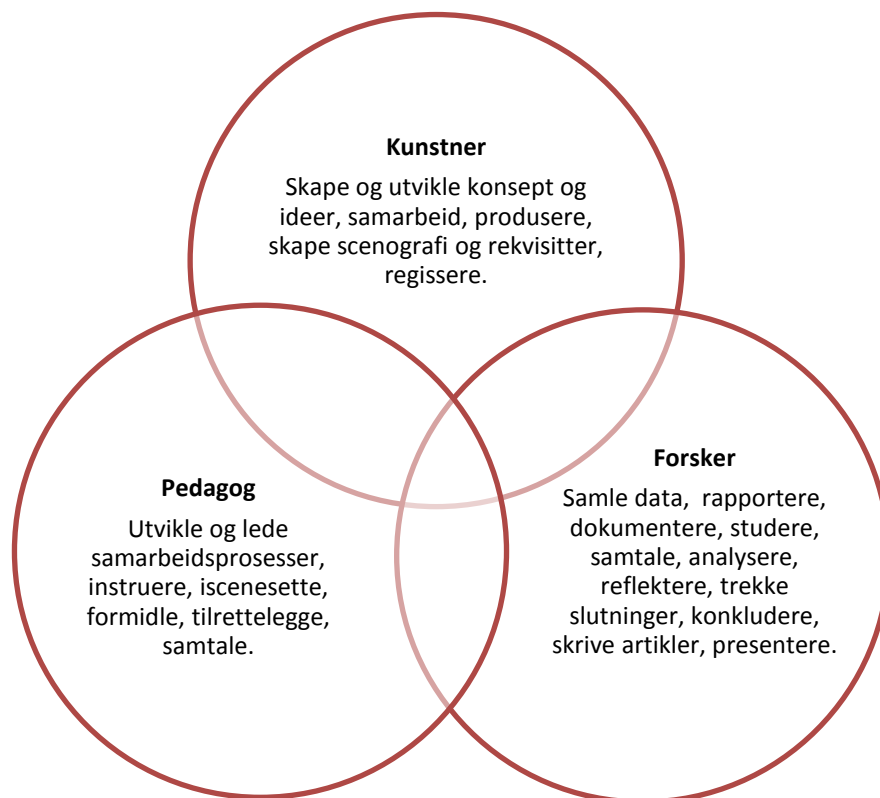 Kunstner
Skape og utvikle konsept og
ideer, samarbeid, produsere,
skape scenografi og rekvisitter,
regissere.
Pedagog
Utvikle og lede
samarbeidsprosesser,
instruere, iscenesette,
formidle, tilrettelegge,
samtale.
Forsker
Samle data, rapportere,
dokumentere, studere,
samtale, analysere,
reflektere, trekke
slutninger, konkludere,
skrive artikler, presentere.